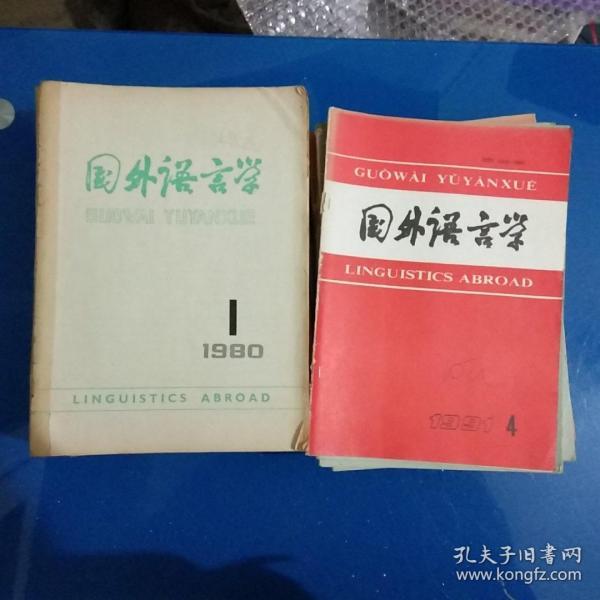 国外语言学
GUOWAI YUYANXUE
1
1980
LINGUISTICS ABROAD
GUÓWÀI YǓYÁNXUÉ
国外语言学
LINGUISTICS ABROAD
1991 4
孔夫子旧书网
www.kongfz.com